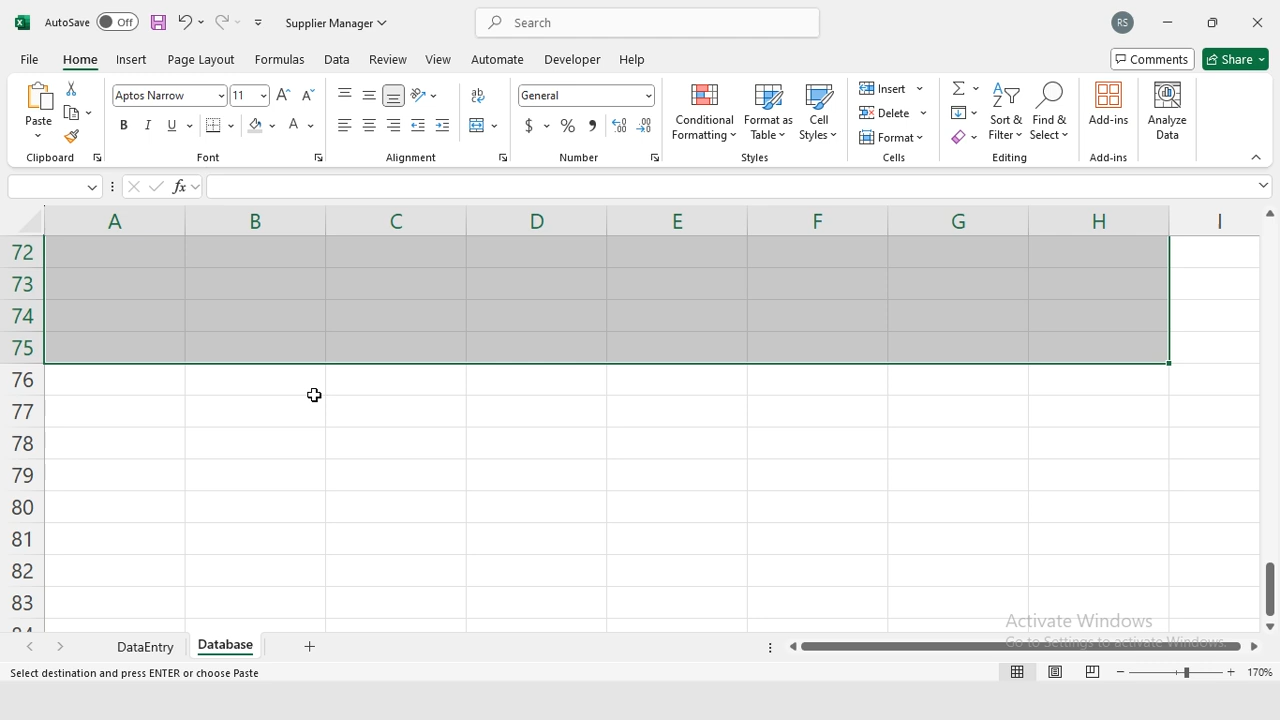 AutoSave Off Supplier Manager Search RS
File Home Insert Page Layout Formulas Data Review View Automate Developer Help Comments Share
Paste Aptos Narrow 11 General Conditional Formatting Format as Table Cell Styles Insert Delete Format Sort & Filter Find & Select Add-ins Analyze Data
Clipboard Font Alignment Number Styles Cells Editing Add-ins
fx
A B C D E F G H I
72
73
74
75
76
77
78
79
80
81
82
83
84
Activate Windows
Go to Settings to activate Windows.
DataEntry Database
Select destination and press ENTER or choose Paste 170%